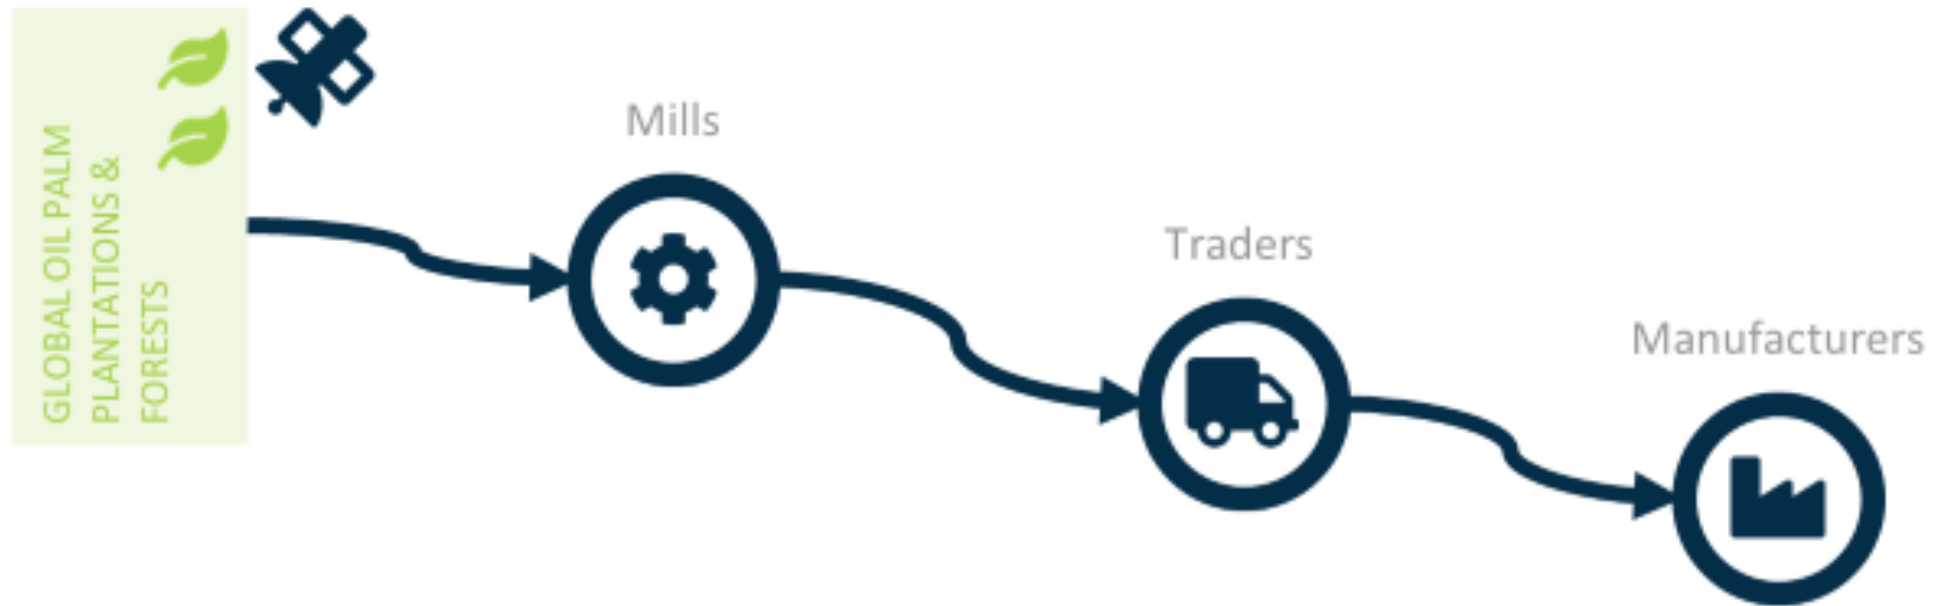 GLOBAL OIL PALM
PLANTATIONS &
FORESTS
Mills
Traders
Manufacturers